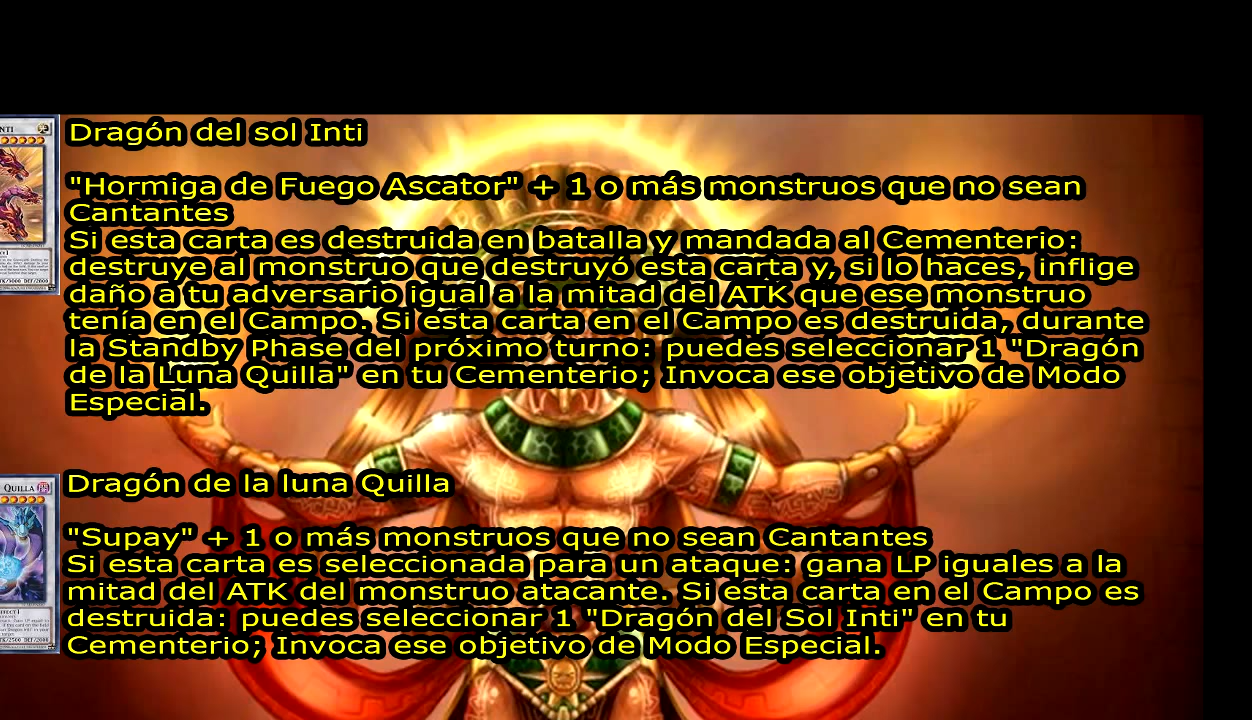 Dragón del sol Inti
"Hormiga de Fuego Ascator" + 1 o más monstruos que no sean
Cantantes
Si esta carta es destruida en batalla y mandada al Cementerio:
destruye al monstruo que destruyó esta carta y, si lo haces, inflige
daño a tu adversario igual a la mitad del ATK que ese monstruo
tenía en el Campo. Si esta carta en el Campo es destruida, durante
la Standby Phase del próximo turno: puedes seleccionar 1 "Dragón
de la Luna Quilla" en tu Cementerio; Invoca ese objetivo de Modo
Especial.
QUILLA
Dragón de la luna Quilla
"Supay" + 1 o más monstruos que no sean Cantantes
Si esta carta es seleccionada para un ataque: gana LP iguales a la
mitad del ATK del monstruo atacante. Si esta carta en el Campo es
destruida: puedes seleccionar 1 "Dragón del Sol Inti" en tu
Cementerio; Invoca ese objetivo de Modo Especial.